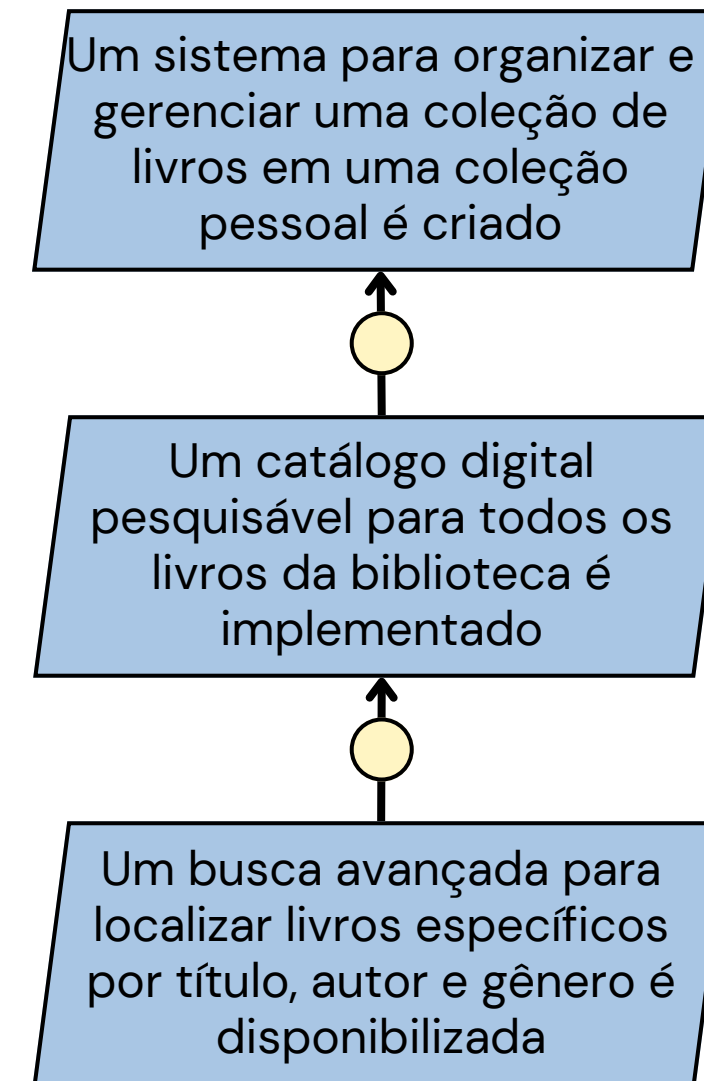 Um sistema para organizar e
gerenciar uma coleção de
livros em uma coleção
pessoal é criado
Um catálogo digital
pesquisável para todos os
livros da biblioteca é
implementado
Um busca avançada para
localizar livros específicos
por título, autor e gênero é
disponibilizada